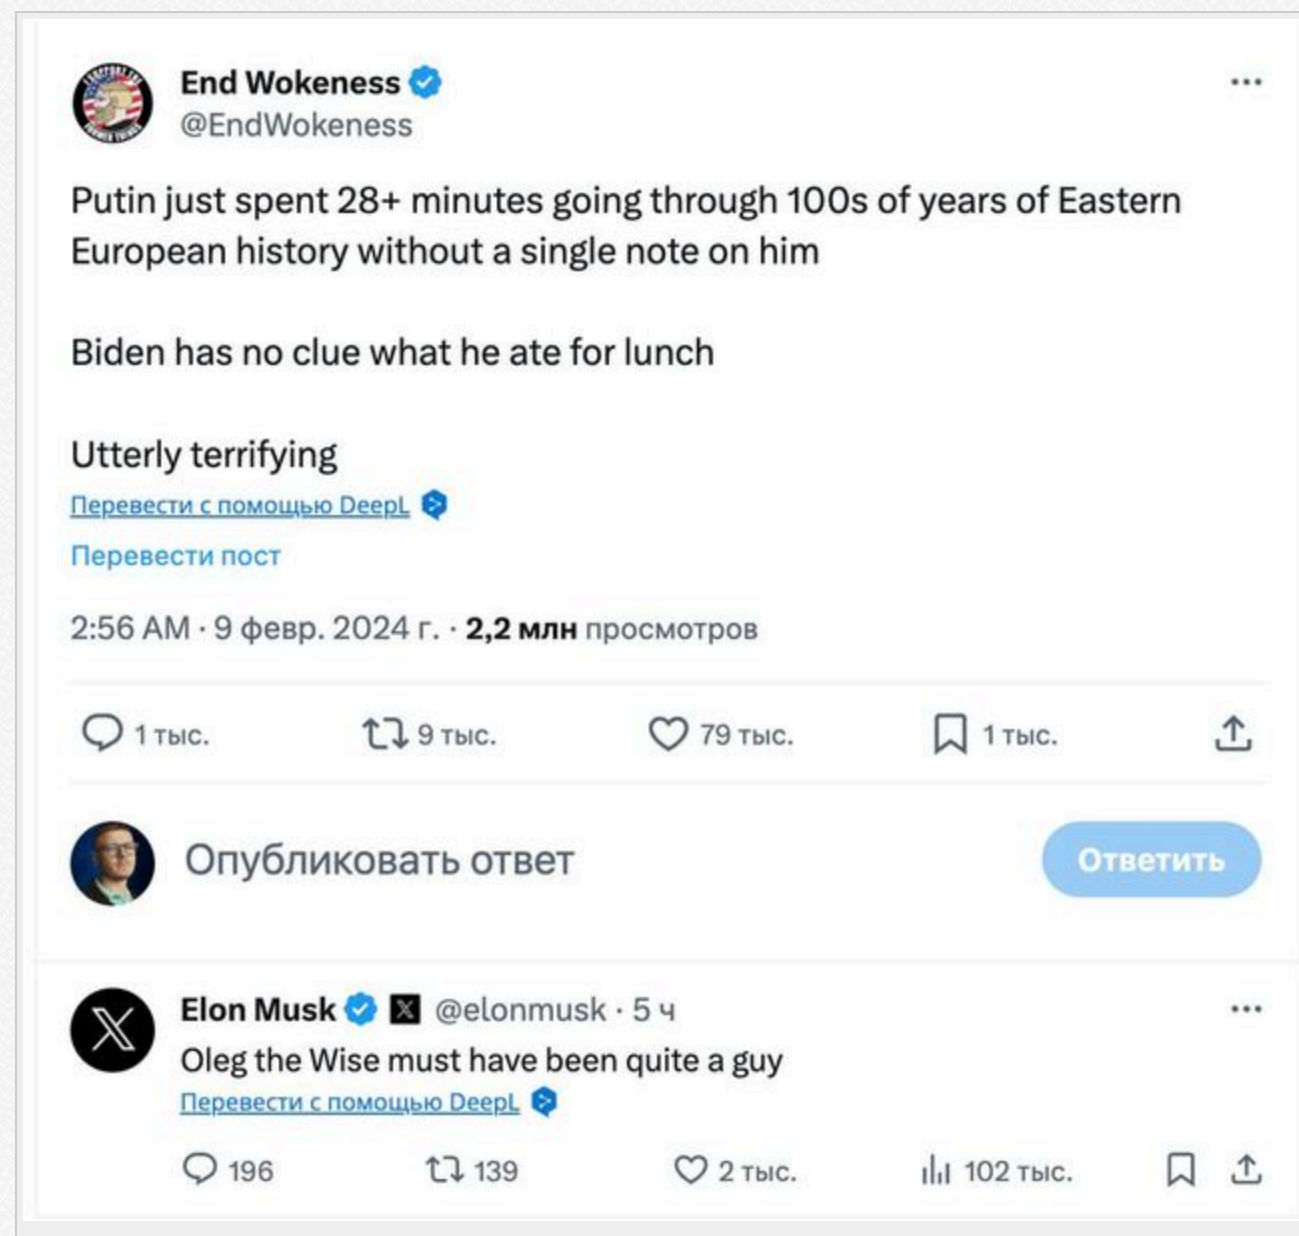 End Wokeness
@EndWokeness
Putin just spent 28+ minutes going through 100s of years of Eastern
European history without a single note on him
Biden has no clue what he ate for lunch
Utterly terrifying
Перевести с помощью DeepL
Перевести пост
2:56 AM · 9 февр. 2024 г. · 2,2 млн просмотров
1 тыс. 9 тыс. 79 тыс. 1 тыс.
Опубликовать ответ
Ответить
Elon Musk @elonmusk · 5 ч
Oleg the Wise must have been quite a guy
Перевести с помощью DeepL
196 139 2 тыс. 102 тыс.